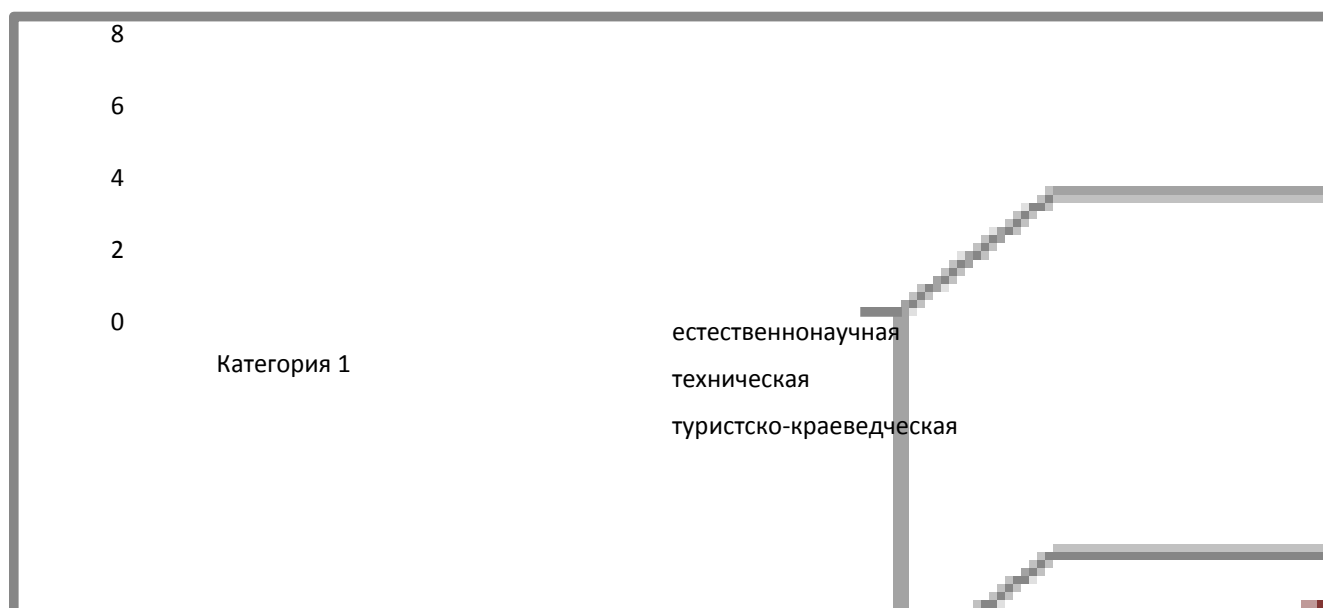 8
6
4
2
0
естественнонаучная
Категория 1
техническая
туристско-краеведческая